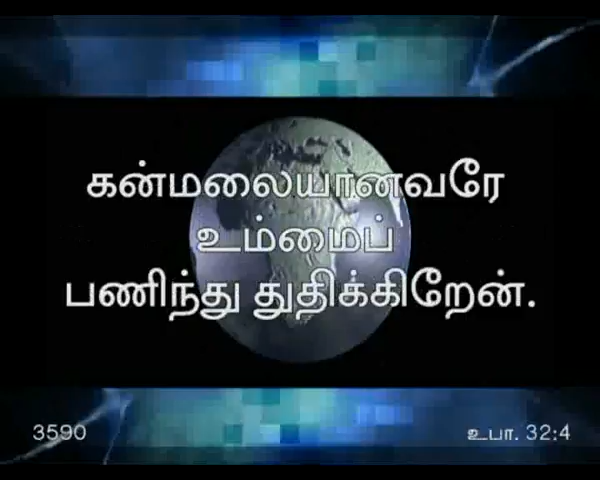 கன்மலையானவரே
உம்மைப்
பணிந்து துதிக்கிறேன்.
3590
உபா. 32:4